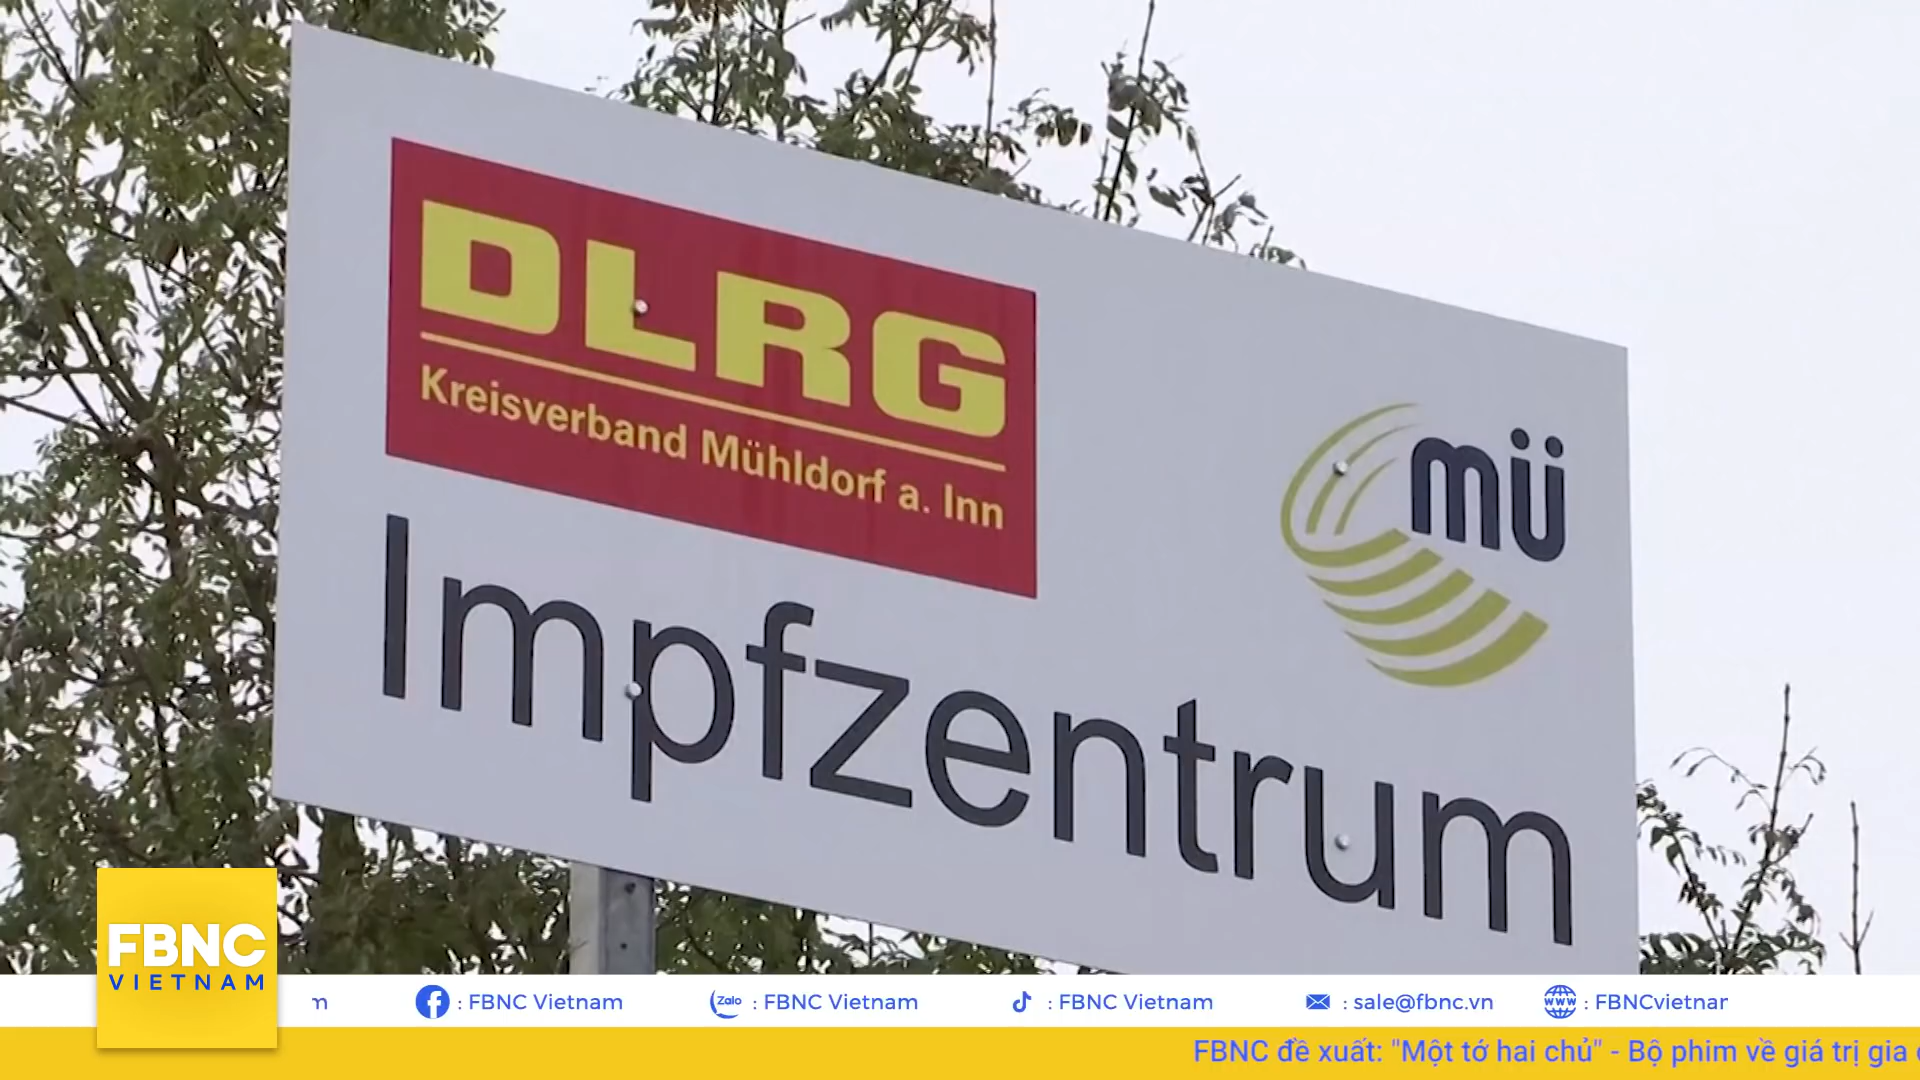 DLRG
Kreisverband Mühldorf a. Inn
mü
Impfzentrum
FBNC
VIETNAM
m
: FBNC Vietnam
Zalo : FBNC Vietnam
: FBNC Vietnam
: sale@fbnc.vn
www : FBNCvietnar
FBNC đề xuất: "Một tớ hai chủ" - Bộ phim về giá trị gia